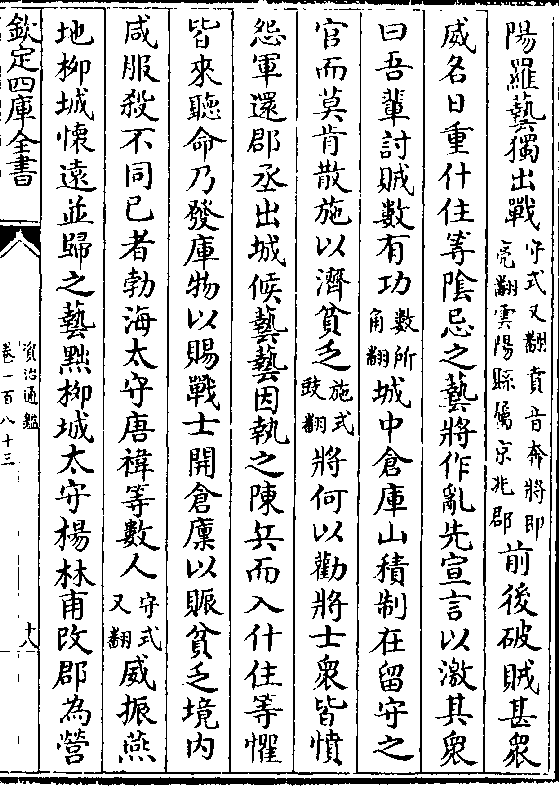 陽羅藝獨出戰守式又翻賁音奔將即亮翻雲陽縣屬京兆郡前後破賊甚衆
威名日重什住等陰忌之藝將作亂先宣言以激其衆
曰吾輩討賊數有功數所角翻城中倉庫山積制在留守之
官而莫肯散施以濟貧乏施式豉翻將何以勸將士衆皆憤
怨軍還郡丞出城候藝藝因執之陳兵而入什住等懼
皆來聽命乃發庫物以賜戰士開倉廩以賑貧乏境内
咸服殺不同已者勃海太守唐禕等數人守式又翻威振燕
地柳城懷遠並歸之藝黜柳城太守楊林甫改郡為營
欽定四庫全書
資治通鑑
卷一百八十三
十八